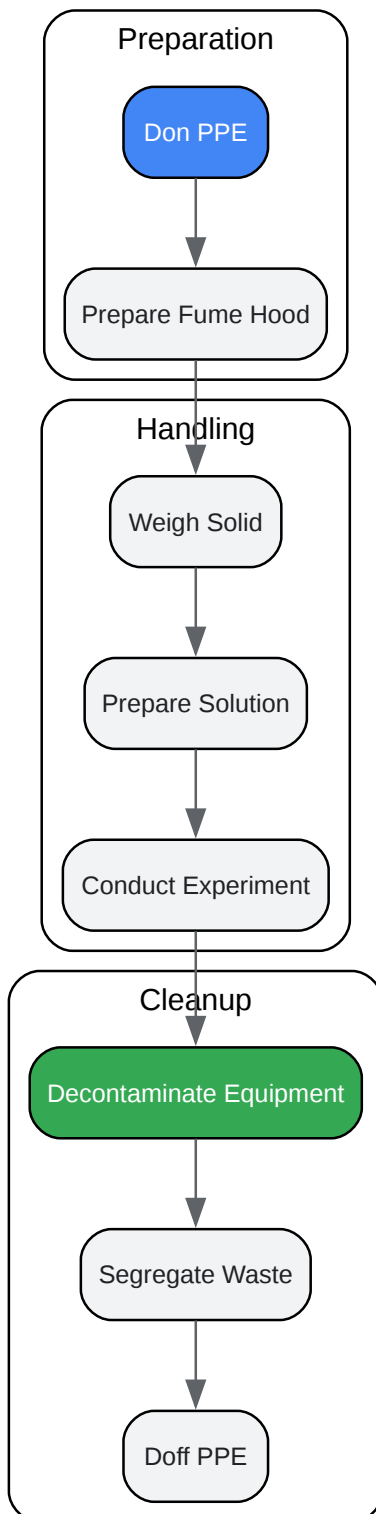 Preparation
Don PPE
Prepare Fume Hood
Handling
Weigh Solid
Prepare Solution
Conduct Experiment
Cleanup
Decontaminate Equipment
Segregate Waste
Doff PPE